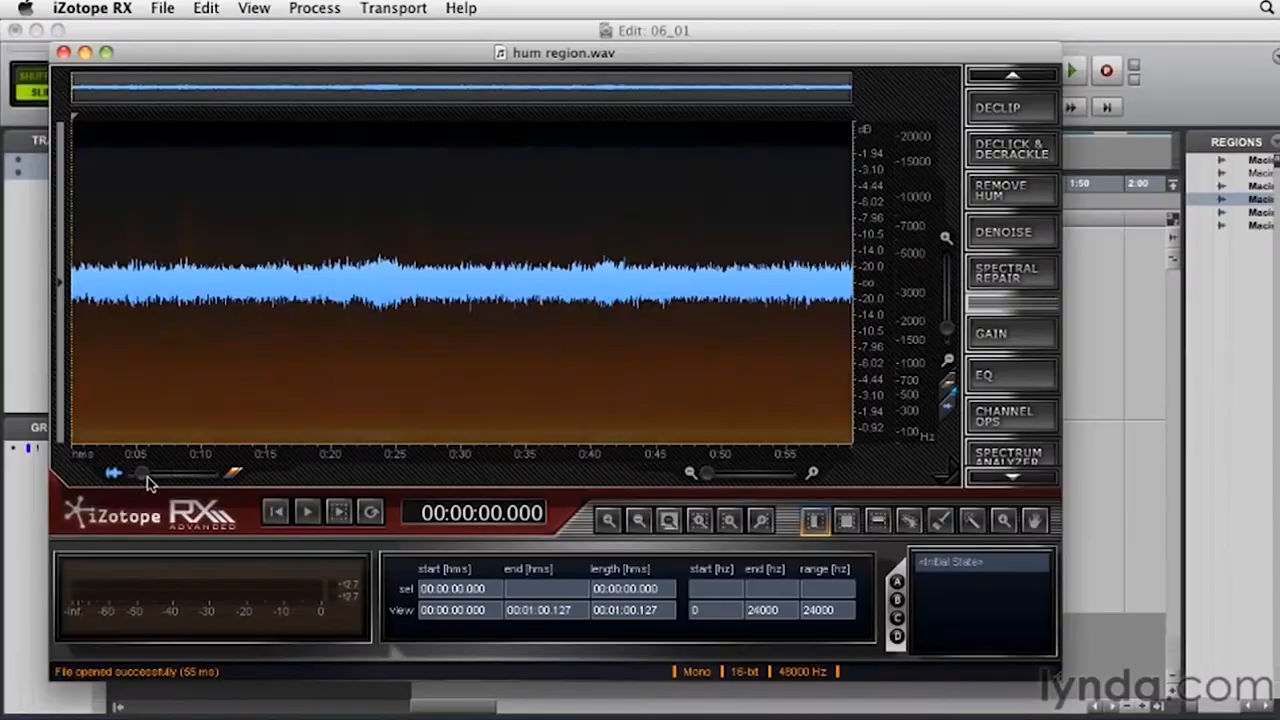 iZotope RX File Edit View Process Transport Help
Edit: 06_01
hum region.wav
DECLIP
DECLICK &
DECRACKLE
REMOVE
HUM
DENOISE
SPECTRAL
REPAIR
GAIN
EQ
CHANNEL
OPS
SPECTRUM
ANALYZER
dB
-1.94
-3.10
-4.44
-6.02
-7.96
-10.5
-14.0
-20.0
-∞
-20.0
-14.0
-10.5
-7.96
-6.02
-4.44
-3.10
-1.94
-0.92
-20000
-15000
-10000
-7000
-5000
-3000
-2000
-1500
-1000
-700
-500
-300
-100
Hz
REGIONS
1:50 2:00
hms 0:05 0:10 0:15 0:20 0:25 0:30 0:35 0:40 0:45 0:50 0:55
iZotope RX
ADVANCED
00:00:00.000
-12.7
-12.7
-Inf. -60 -50 -40 -30 -20 -10 0
start [hms] end [hms] length [hms] start [hz] end [hz] range [hz]
sel 00:00:00.000 00:00:00.000
view 00:00:00.000 00:01:00.127 00:01:00.127 0 24000 24000
A
B
C
D
<Initial State>
File opened successfully (55 ms)
Mono 16-bit 48000 Hz
lynda.com